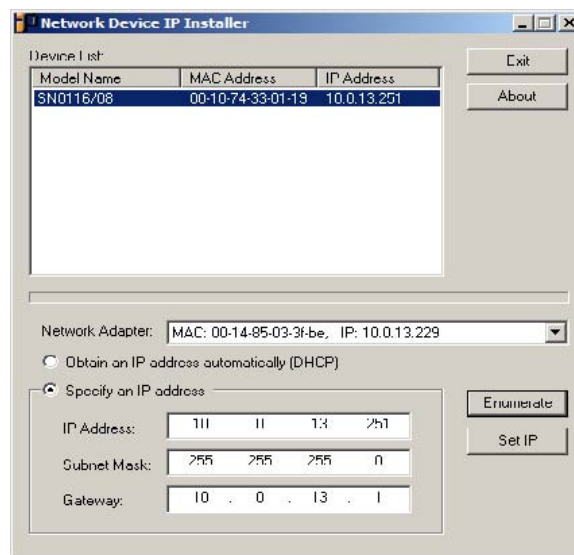 Network Device IP Installer
Device List:
Exit
Model Name MAC Address IP Address
SN0116/08 00-10-74-33-01-19 10.0.13.251
About
Network Adapter: MAC: 00-14-85-03-3f-be, IP: 10.0.13.229
Obtain an IP address automatically (DHCP)
Specify an IP address
IP Address: 10 0 13 251
Enumerate
Subnet Mask: 255 255 255 0
Set IP
Gateway: 10 . 0 . 13 . 1